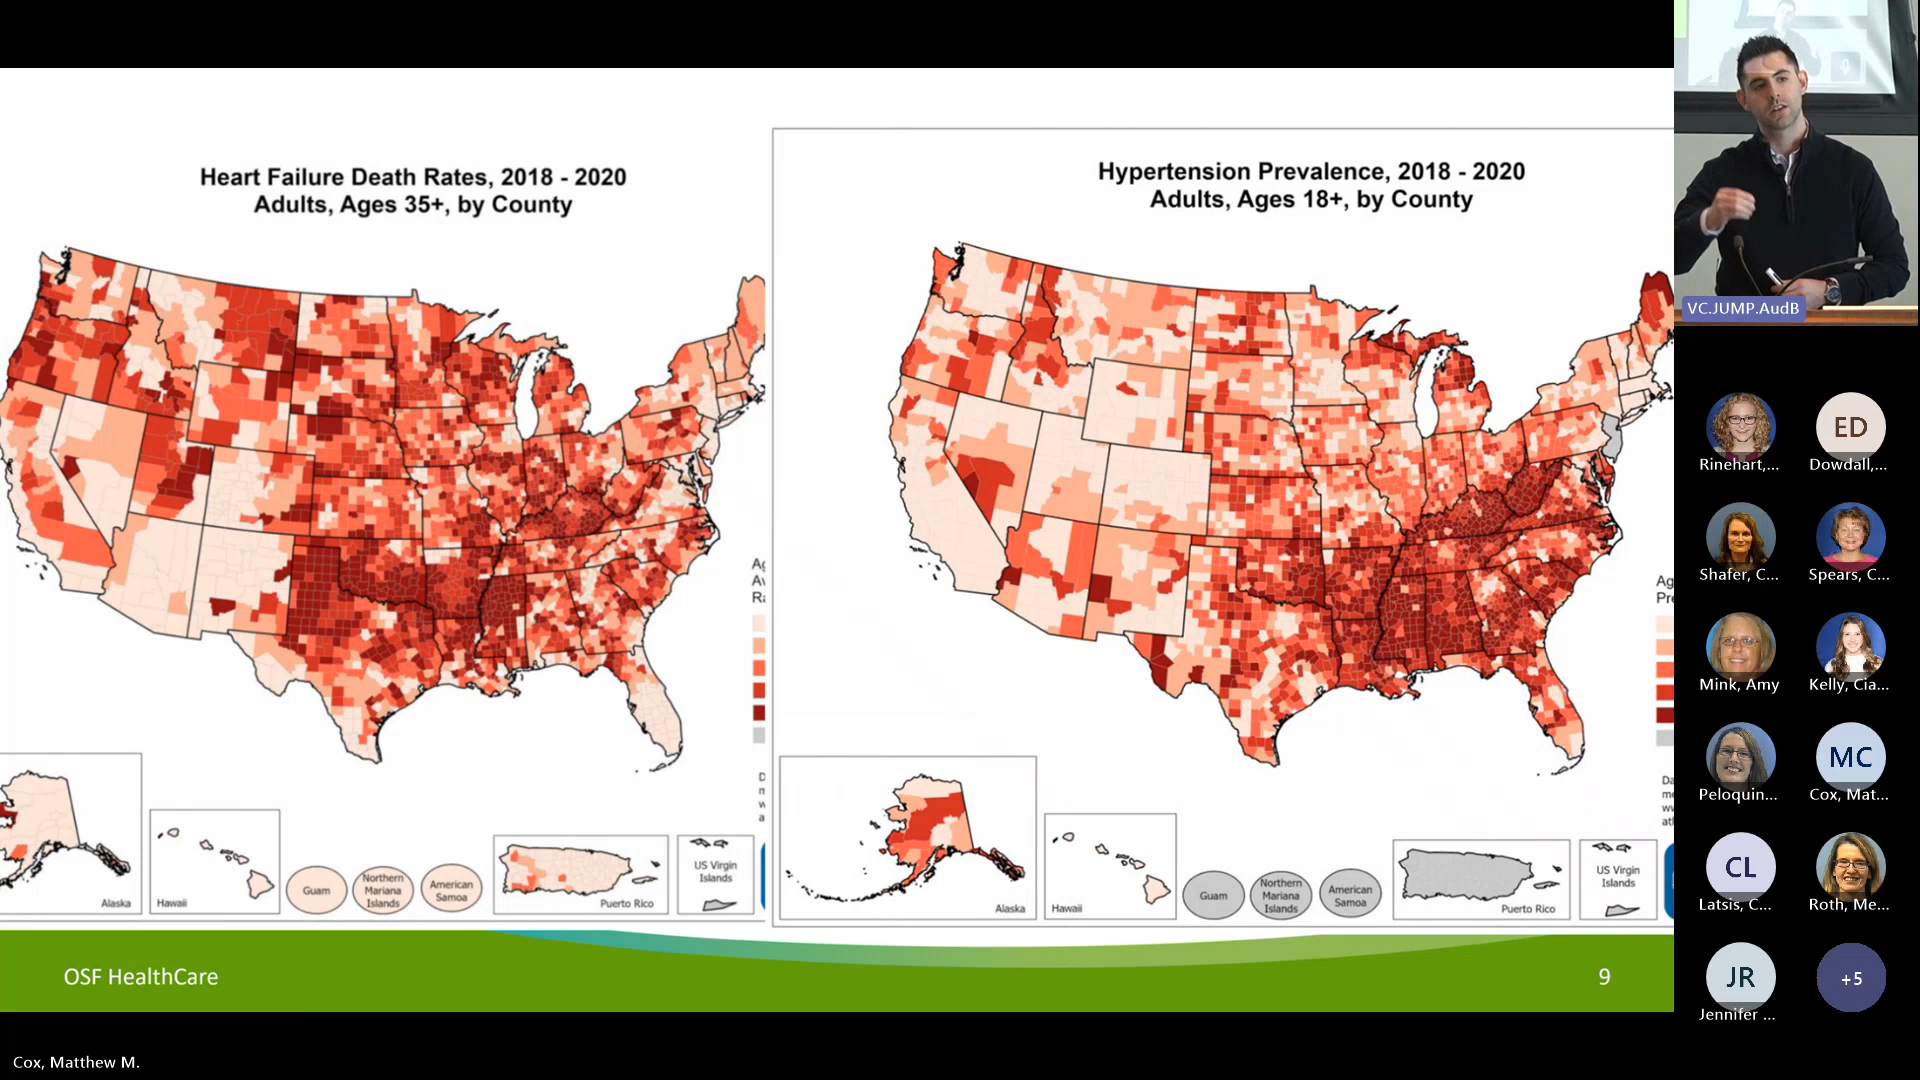 Heart Failure Death Rates, 2018 - 2020
Adults, Ages 35+, by County
Alaska
Hawaii
Guam
Northern
Mariana
Islands
American
Samoa
Puerto Rico
US Virgin
Islands
Hypertension Prevalence, 2018 - 2020
Adults, Ages 18+, by County
Alaska
Hawaii
Guam
Northern
Mariana
Islands
American
Samoa
Puerto Rico
US Virgin
Islands
OSF HealthCare
9
Cox, Matthew M.
VC.JUMP.AudB
Rinehart,...
ED
Dowdall,...
Shafer, C...
Spears, C...
Mink, Amy
Kelly, Cia...
Peloquin...
MC
Cox, Mat...
CL
Latsis, C...
Roth, Me...
JR
Jennifer ...
+5